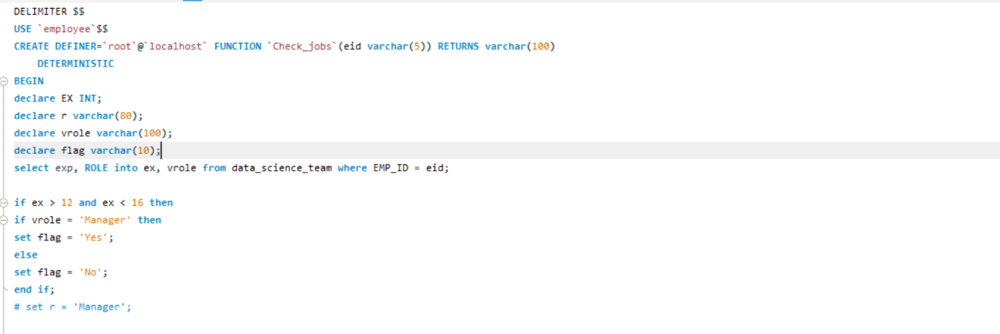 DELIMITER $$
USE `employee`$$
CREATE DEFINER=`root`@`localhost` FUNCTION `Check_jobs`(eid varchar(5)) RETURNS varchar(100)
    DETERMINISTIC
BEGIN
declare EX INT;
declare r varchar(80);
declare vrole varchar(100);
declare flag varchar(10);
select exp, ROLE into ex, vrole from data_science_team where EMP_ID = eid;

if ex > 12 and ex < 16 then
if vrole = 'Manager' then
set flag = 'Yes';
else
set flag = 'No';
end if;
# set r = 'Manager';